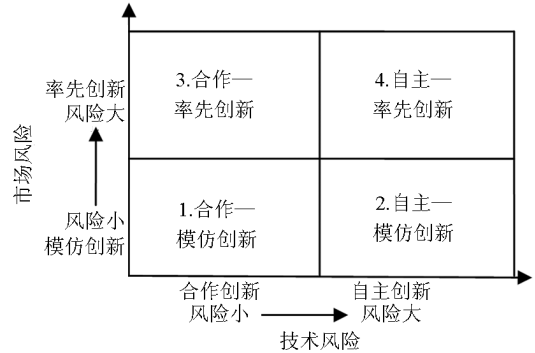 3.合作—
率先创新
4.自主—
率先创新
率先创新
风险大
市场风险
风险小
模仿创新
1.合作—
模仿创新
2.自主—
模仿创新
合作创新
风险小
自主创新
风险大
技术风险